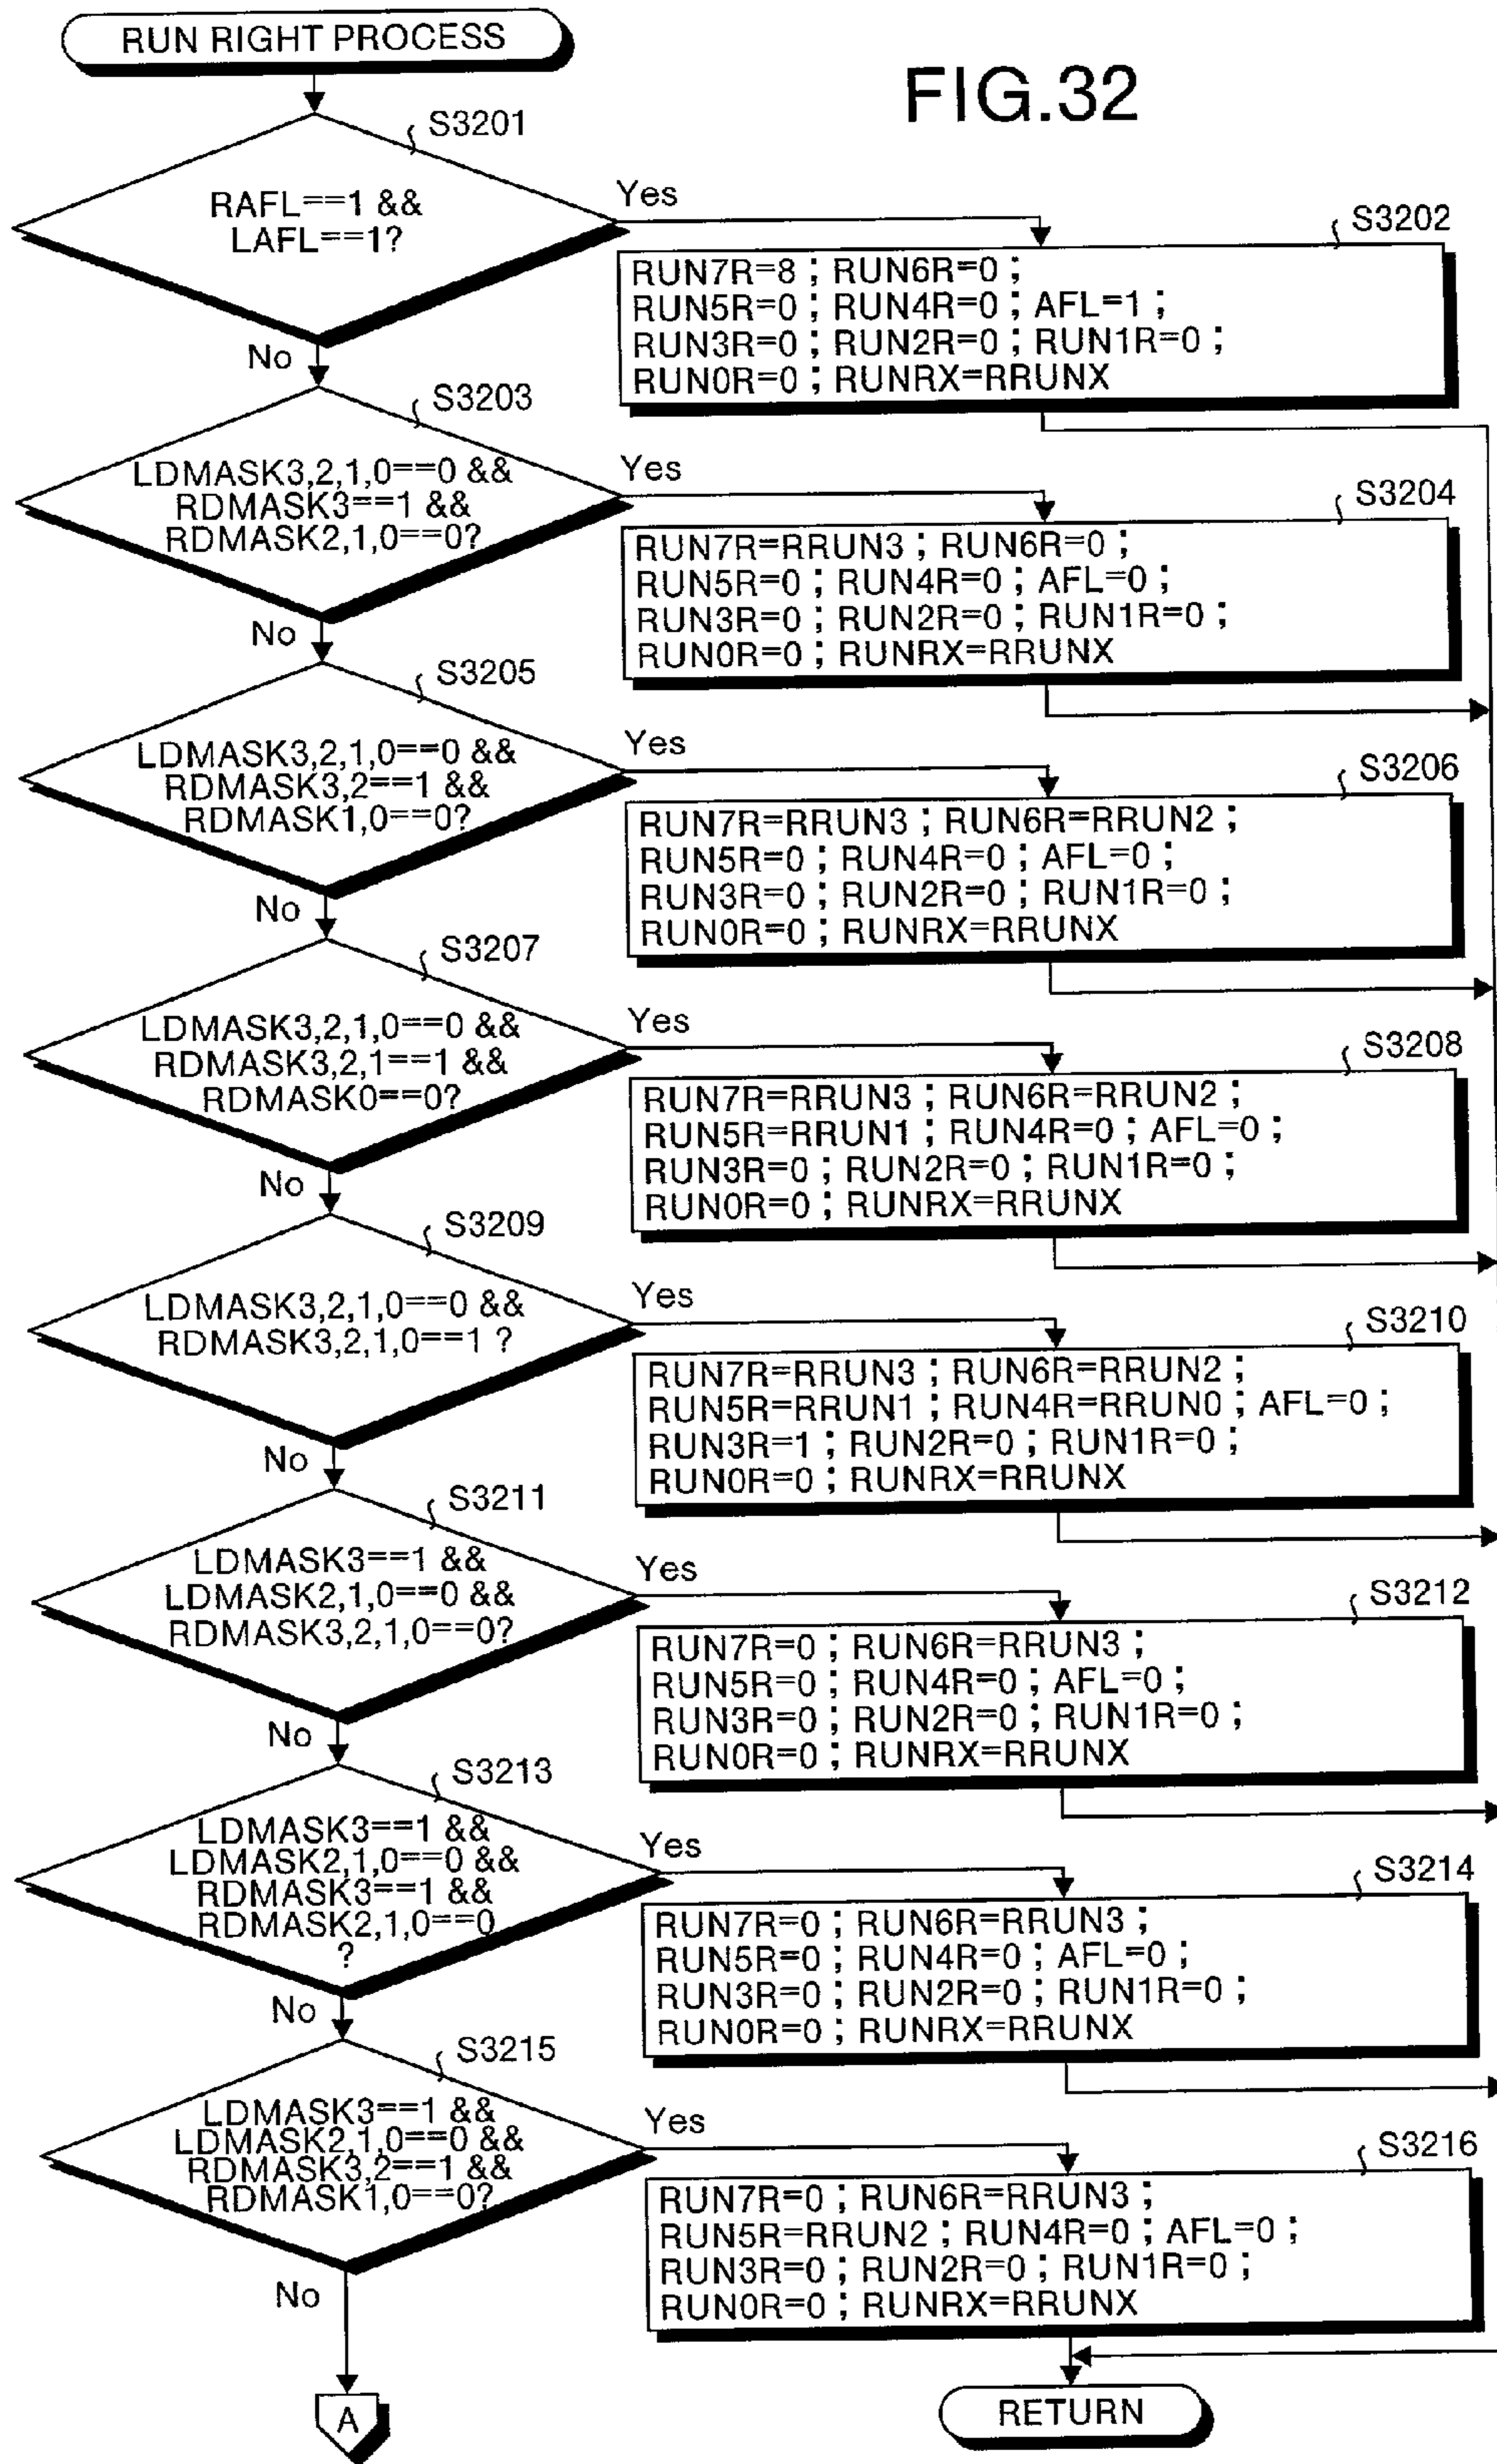 RUN RIGHT PROCESS
FIG.32
S3201
RAFL==1 &&
LAFL==1?
Yes
No
S3202
RUN7R=8 ; RUN6R=0 ;
RUN5R=0 ; RUN4R=0 ; AFL=1 ;
RUN3R=0 ; RUN2R=0 ; RUN1R=0 ;
RUN0R=0 ; RUNRX=RRUNX
S3203
LDMASK3,2,1,0==0 &&
RDMASK3==1 &&
RDMASK2,1,0==0?
Yes
No
S3204
RUN7R=RRUN3 ; RUN6R=0 ;
RUN5R=0 ; RUN4R=0 ; AFL=0 ;
RUN3R=0 ; RUN2R=0 ; RUN1R=0 ;
RUN0R=0 ; RUNRX=RRUNX
S3205
LDMASK3,2,1,0==0 &&
RDMASK3,2==1 &&
RDMASK1,0==0?
Yes
No
S3206
RUN7R=RRUN3 ; RUN6R=RRUN2 ;
RUN5R=0 ; RUN4R=0 ; AFL=0 ;
RUN3R=0 ; RUN2R=0 ; RUN1R=0 ;
RUN0R=0 ; RUNRX=RRUNX
S3207
LDMASK3,2,1,0==0 &&
RDMASK3,2,1==1 &&
RDMASK0==0?
Yes
No
S3208
RUN7R=RRUN3 ; RUN6R=RRUN2 ;
RUN5R=RRUN1 ; RUN4R=0 ; AFL=0 ;
RUN3R=0 ; RUN2R=0 ; RUN1R=0 ;
RUN0R=0 ; RUNRX=RRUNX
S3209
LDMASK3,2,1,0==0 &&
RDMASK3,2,1,0==1 ?
Yes
No
S3210
RUN7R=RRUN3 ; RUN6R=RRUN2 ;
RUN5R=RRUN1 ; RUN4R=RRUN0 ; AFL=0 ;
RUN3R=1 ; RUN2R=0 ; RUN1R=0 ;
RUN0R=0 ; RUNRX=RRUNX
S3211
LDMASK3==1 &&
LDMASK2,1,0==0 &&
RDMASK3,2,1,0==0?
Yes
No
S3212
RUN7R=0 ; RUN6R=RRUN3 ;
RUN5R=0 ; RUN4R=0 ; AFL=0 ;
RUN3R=0 ; RUN2R=0 ; RUN1R=0 ;
RUN0R=0 ; RUNRX=RRUNX
S3213
LDMASK3==1 &&
LDMASK2,1,0==0 &&
RDMASK3==1 &&
RDMASK2,1,0==0
?
Yes
No
S3214
RUN7R=0 ; RUN6R=RRUN3 ;
RUN5R=0 ; RUN4R=0 ; AFL=0 ;
RUN3R=0 ; RUN2R=0 ; RUN1R=0 ;
RUN0R=0 ; RUNRX=RRUNX
S3215
LDMASK3==1 &&
LDMASK2,1,0==0 &&
RDMASK3,2==1 &&
RDMASK1,0==0?
Yes
No
S3216
RUN7R=0 ; RUN6R=RRUN3 ;
RUN5R=RRUN2 ; RUN4R=0 ; AFL=0 ;
RUN3R=0 ; RUN2R=0 ; RUN1R=0 ;
RUN0R=0 ; RUNRX=RRUNX
A
RETURN